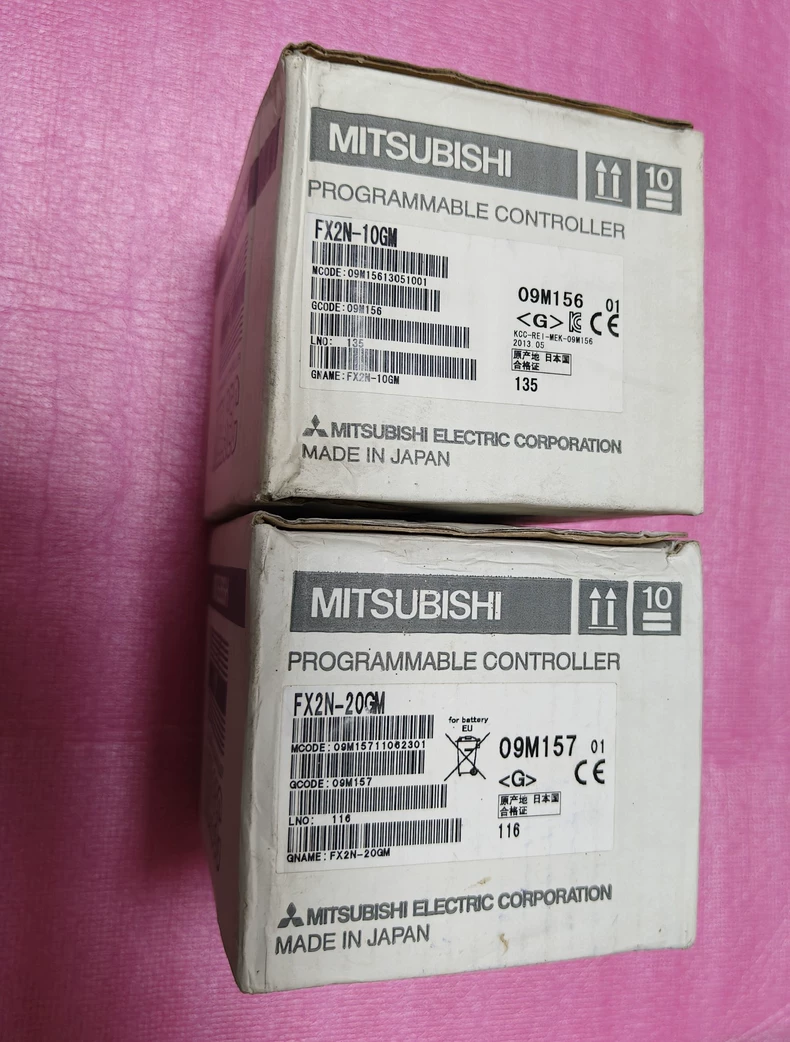 MITSUBISHI
10
PROGRAMMABLE CONTROLLER
FX2N-10GM
MCODE:09M15613051001
GCODE:09M156
LNO: 135
GNAME:FX2N-10GM
09M156 01
<G> CE
KCC-REI-MEK-09M156
2013 05
原产地 日本国
合格证
135
MITSUBISHI ELECTRIC CORPORATION
MADE IN JAPAN
MITSUBISHI
10
PROGRAMMABLE CONTROLLER
FX2N-20GM
MCODE:09M15711062301
GCODE:09M157
LNO: 116
GNAME:FX2N-20GM
for battery
EU
09M157 01
<G> CE
原产地 日本国
合格证
116
MITSUBISHI ELECTRIC CORPORATION
MADE IN JAPAN